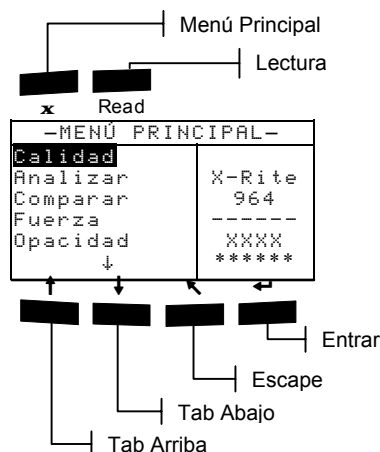 Menú Principal
Lectura
x Read
—MENÚ PRINCIPAL—
Calidad
Analizar X-Rite
Comparar 964
Fuerza ------
Opacidad XXXX
↓ ******
↑ ↓ ↖ ↵
Entrar
Escape
Tab Abajo
Tab Arriba